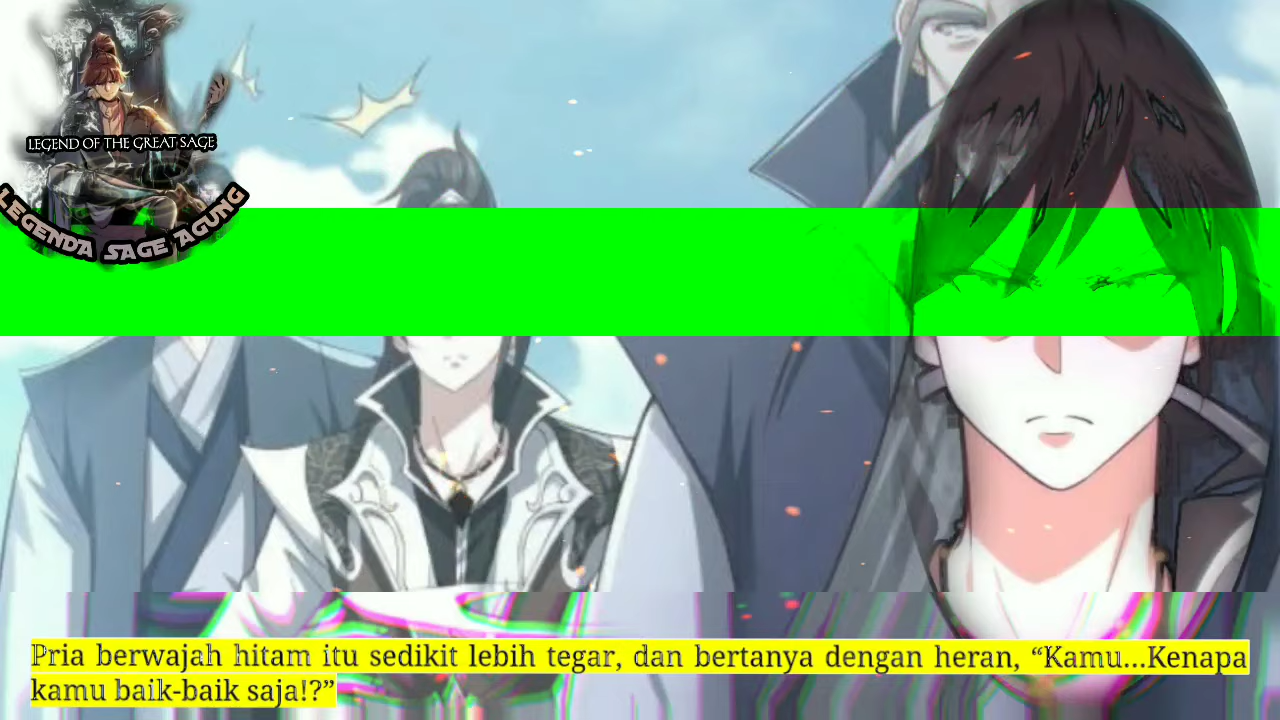 LEGEND OF THE GREAT SAGE
LEGENDA SAGE AGUNG
Pria berwajah hitam itu sedikit lebih tegar, dan bertanya dengan heran, “Kamu...Kenapa
kamu baik-baik saja!?”